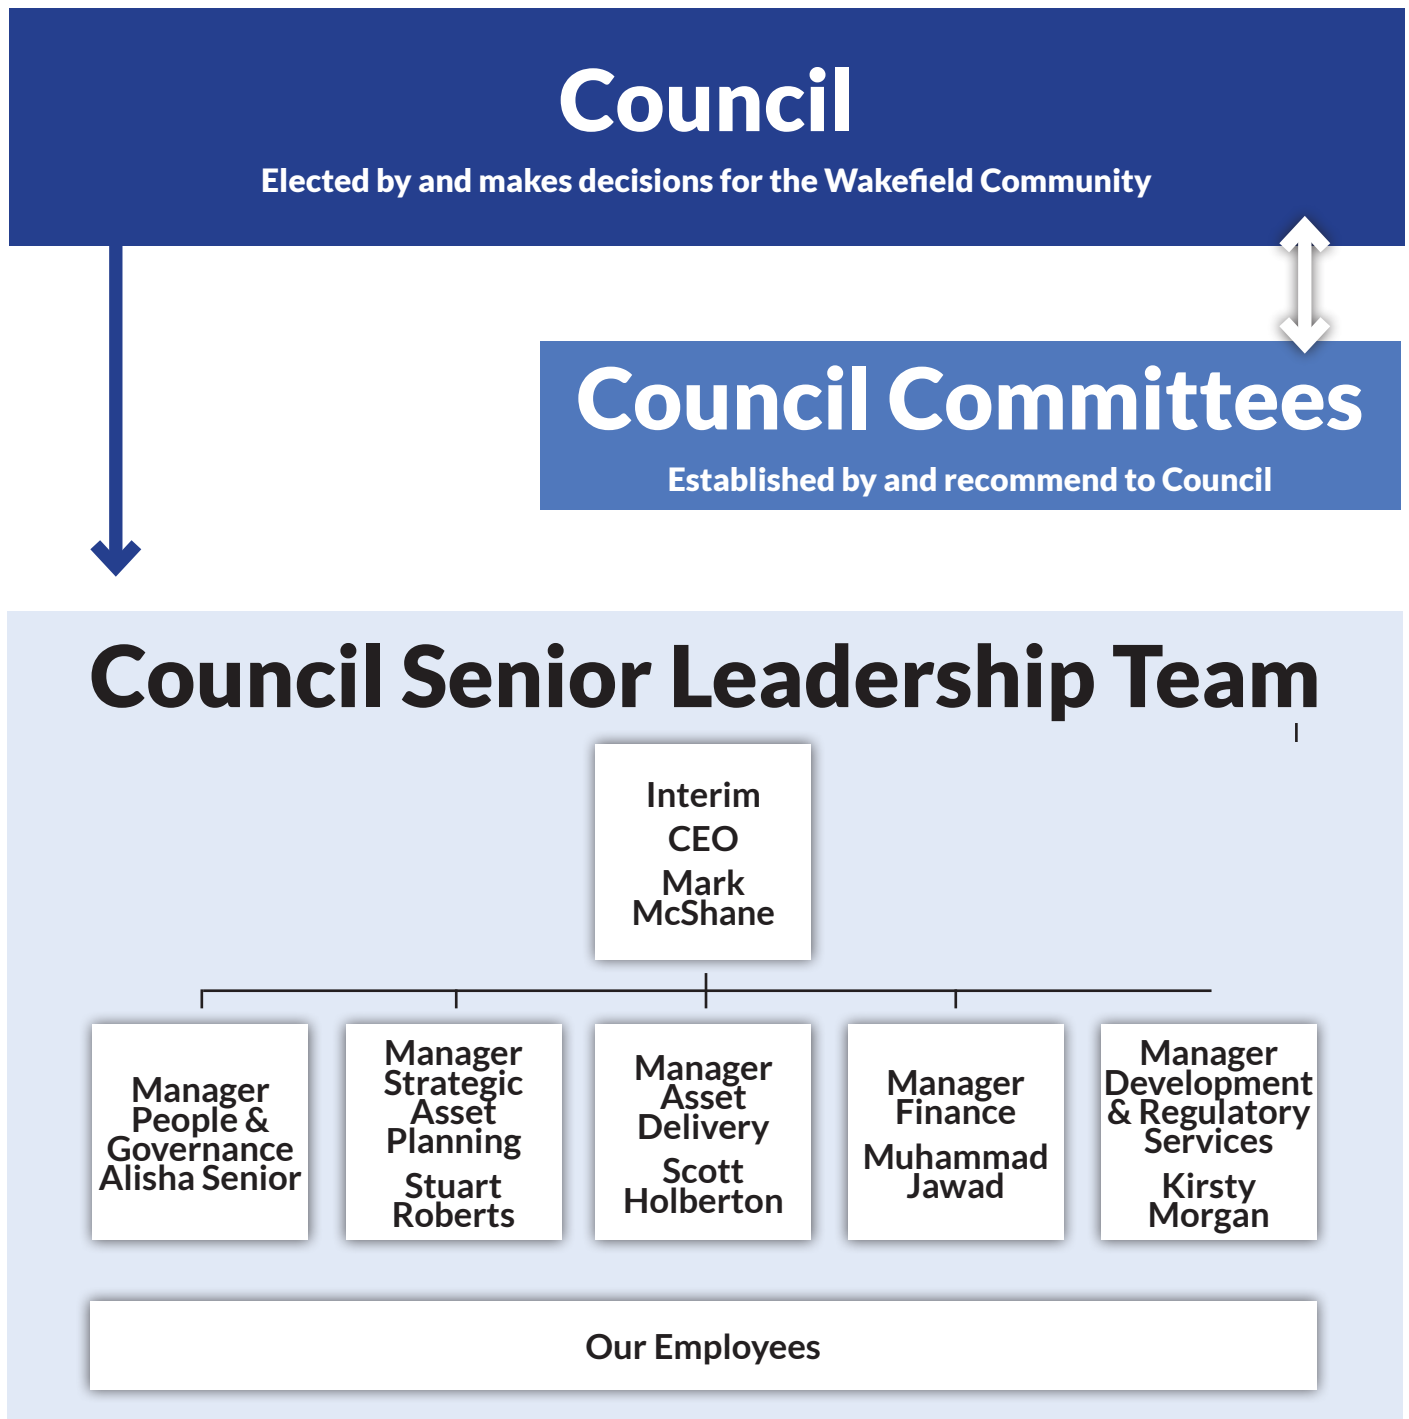 Council
Elected by and makes decisions for the Wakefield Community
Council Committees
Established by and recommend to Council
Council Senior Leadership Team
Interim
CEO
Mark
McShane
Manager
People &
Governance
Alisha Senior
Manager
Strategic
Asset
Planning
Stuart
Roberts
Manager
Asset
Delivery
Scott
Holberton
Manager
Finance
Muhammad
Jawad
Manager
Development
& Regulatory
Services
Kirsty
Morgan
Our Employees